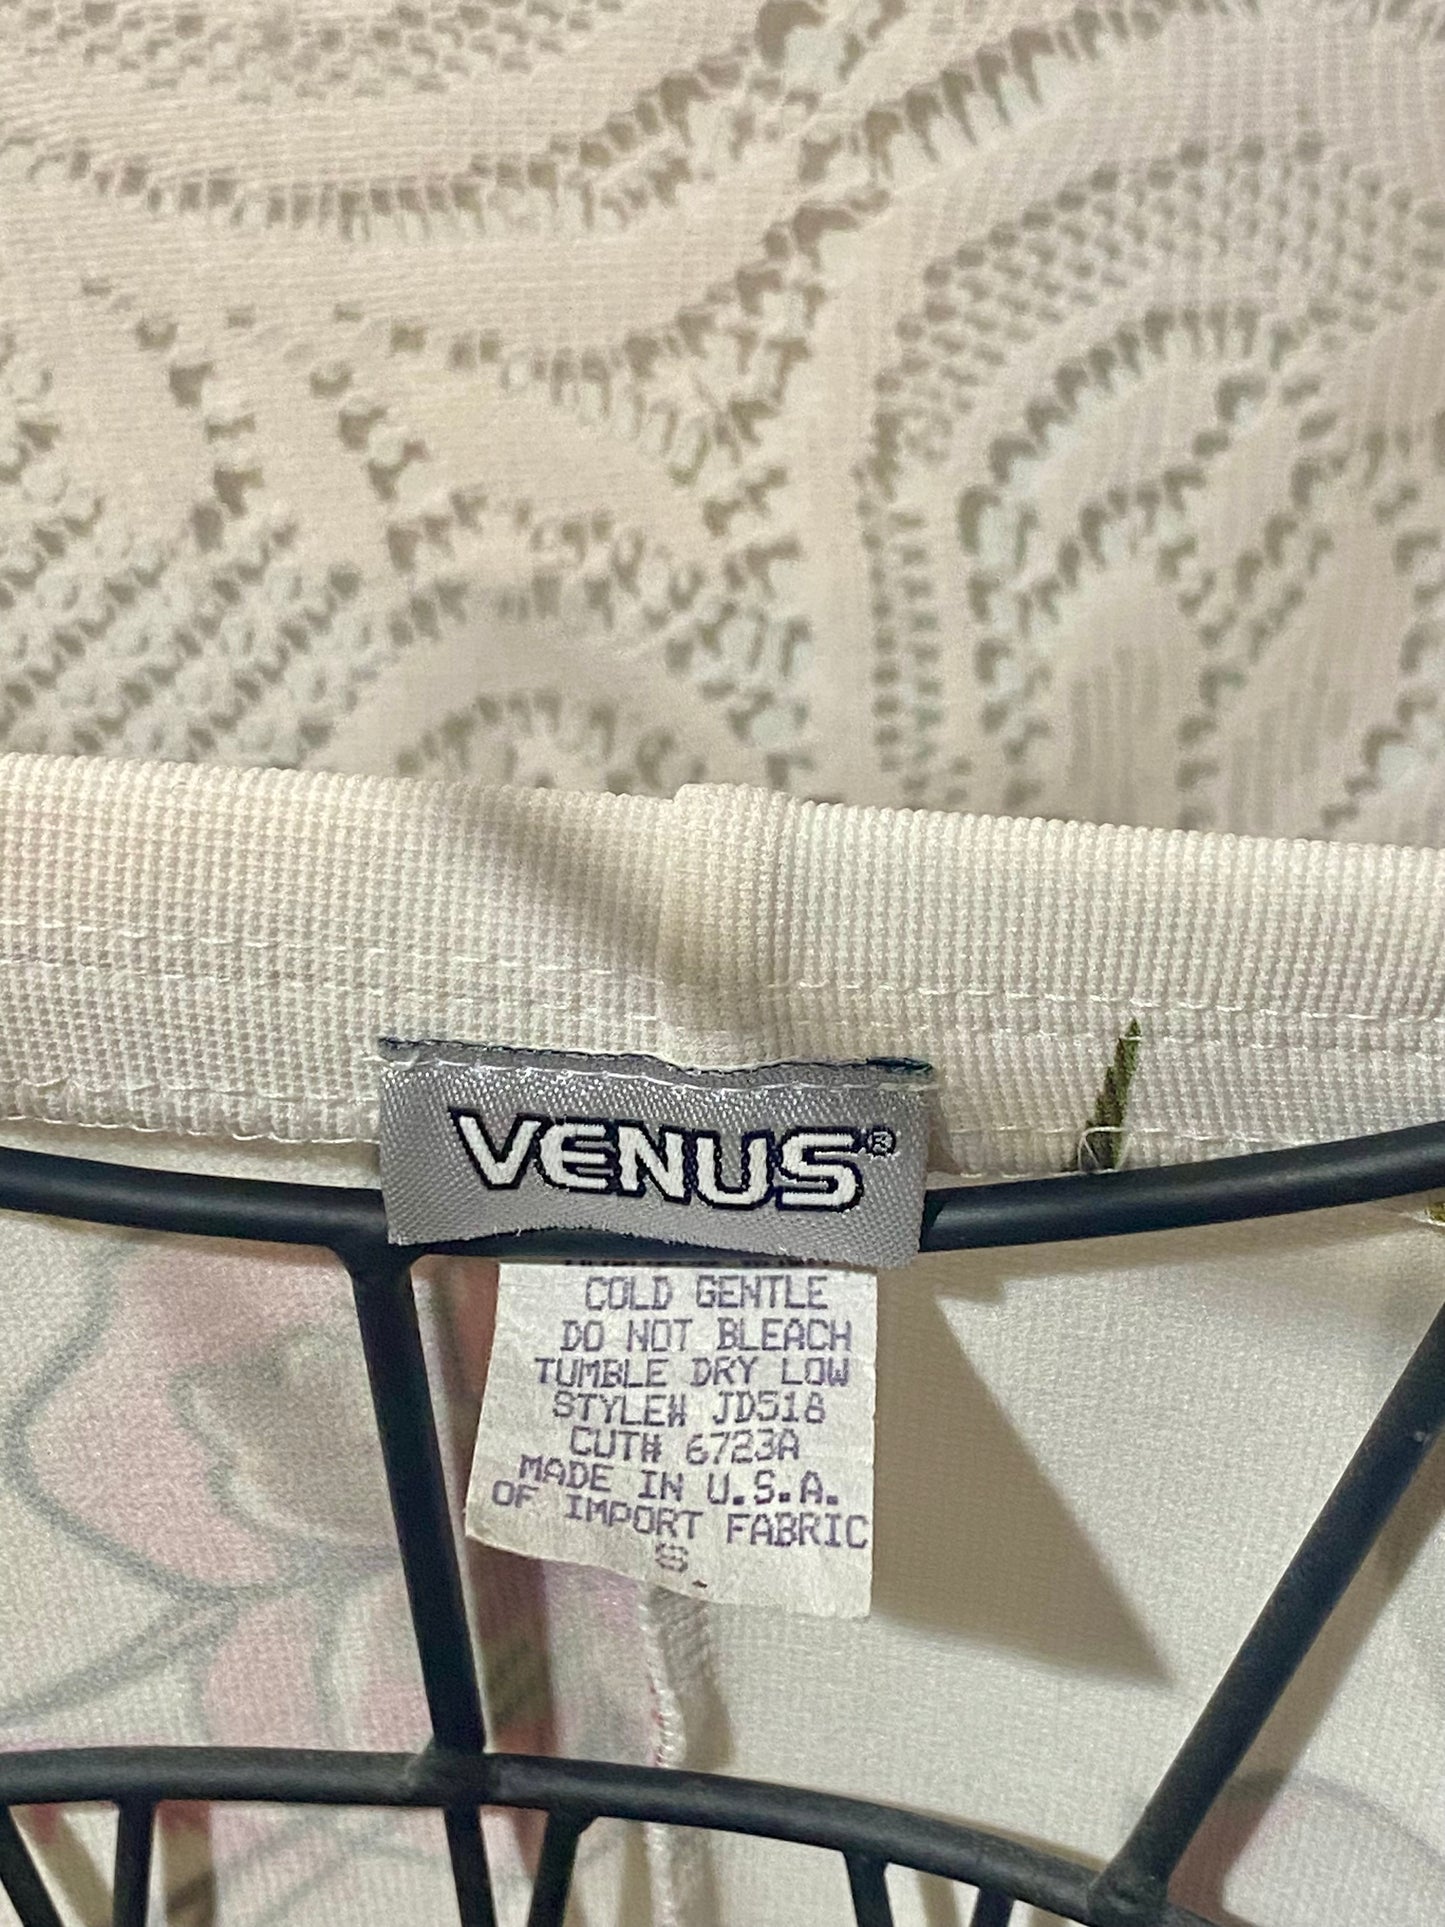 VENUS®
COLD GENTLE
DO NOT BLEACH
TUMBLE DRY LOW
STYLE# JD518
CUT# 6723A
MADE IN U.S.A.
OF IMPORT FABRIC
S.